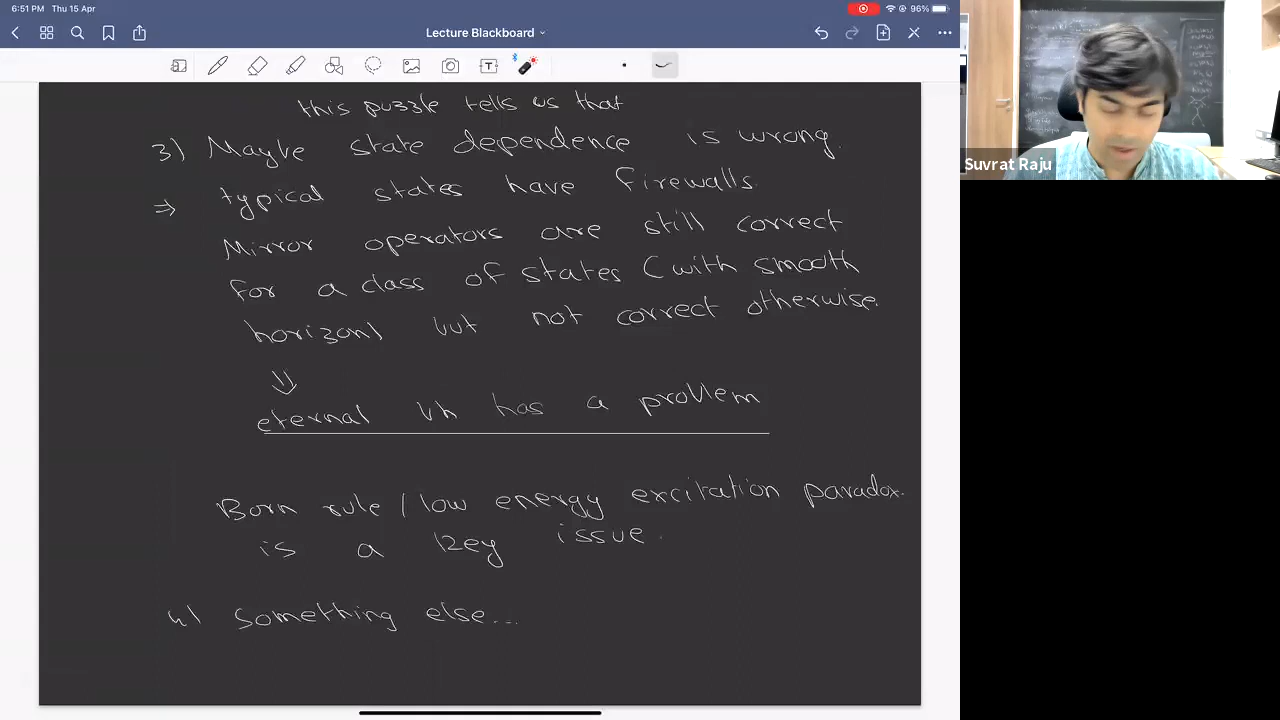 6:51 PM Thu 15 Apr
96%
Lecture Blackboard
T
this puzzle tells us that
3) Maybe state dependence is wrong.
⇒ typical states have firewalls.
Mirror operators are still correct
for a class of states (with smooth
horizons) but not correct otherwise.
⇓
eternal bh has a problem
Born rule / low energy excitation paradox.
is a key issue.
4) something else...
Suvrat Raju